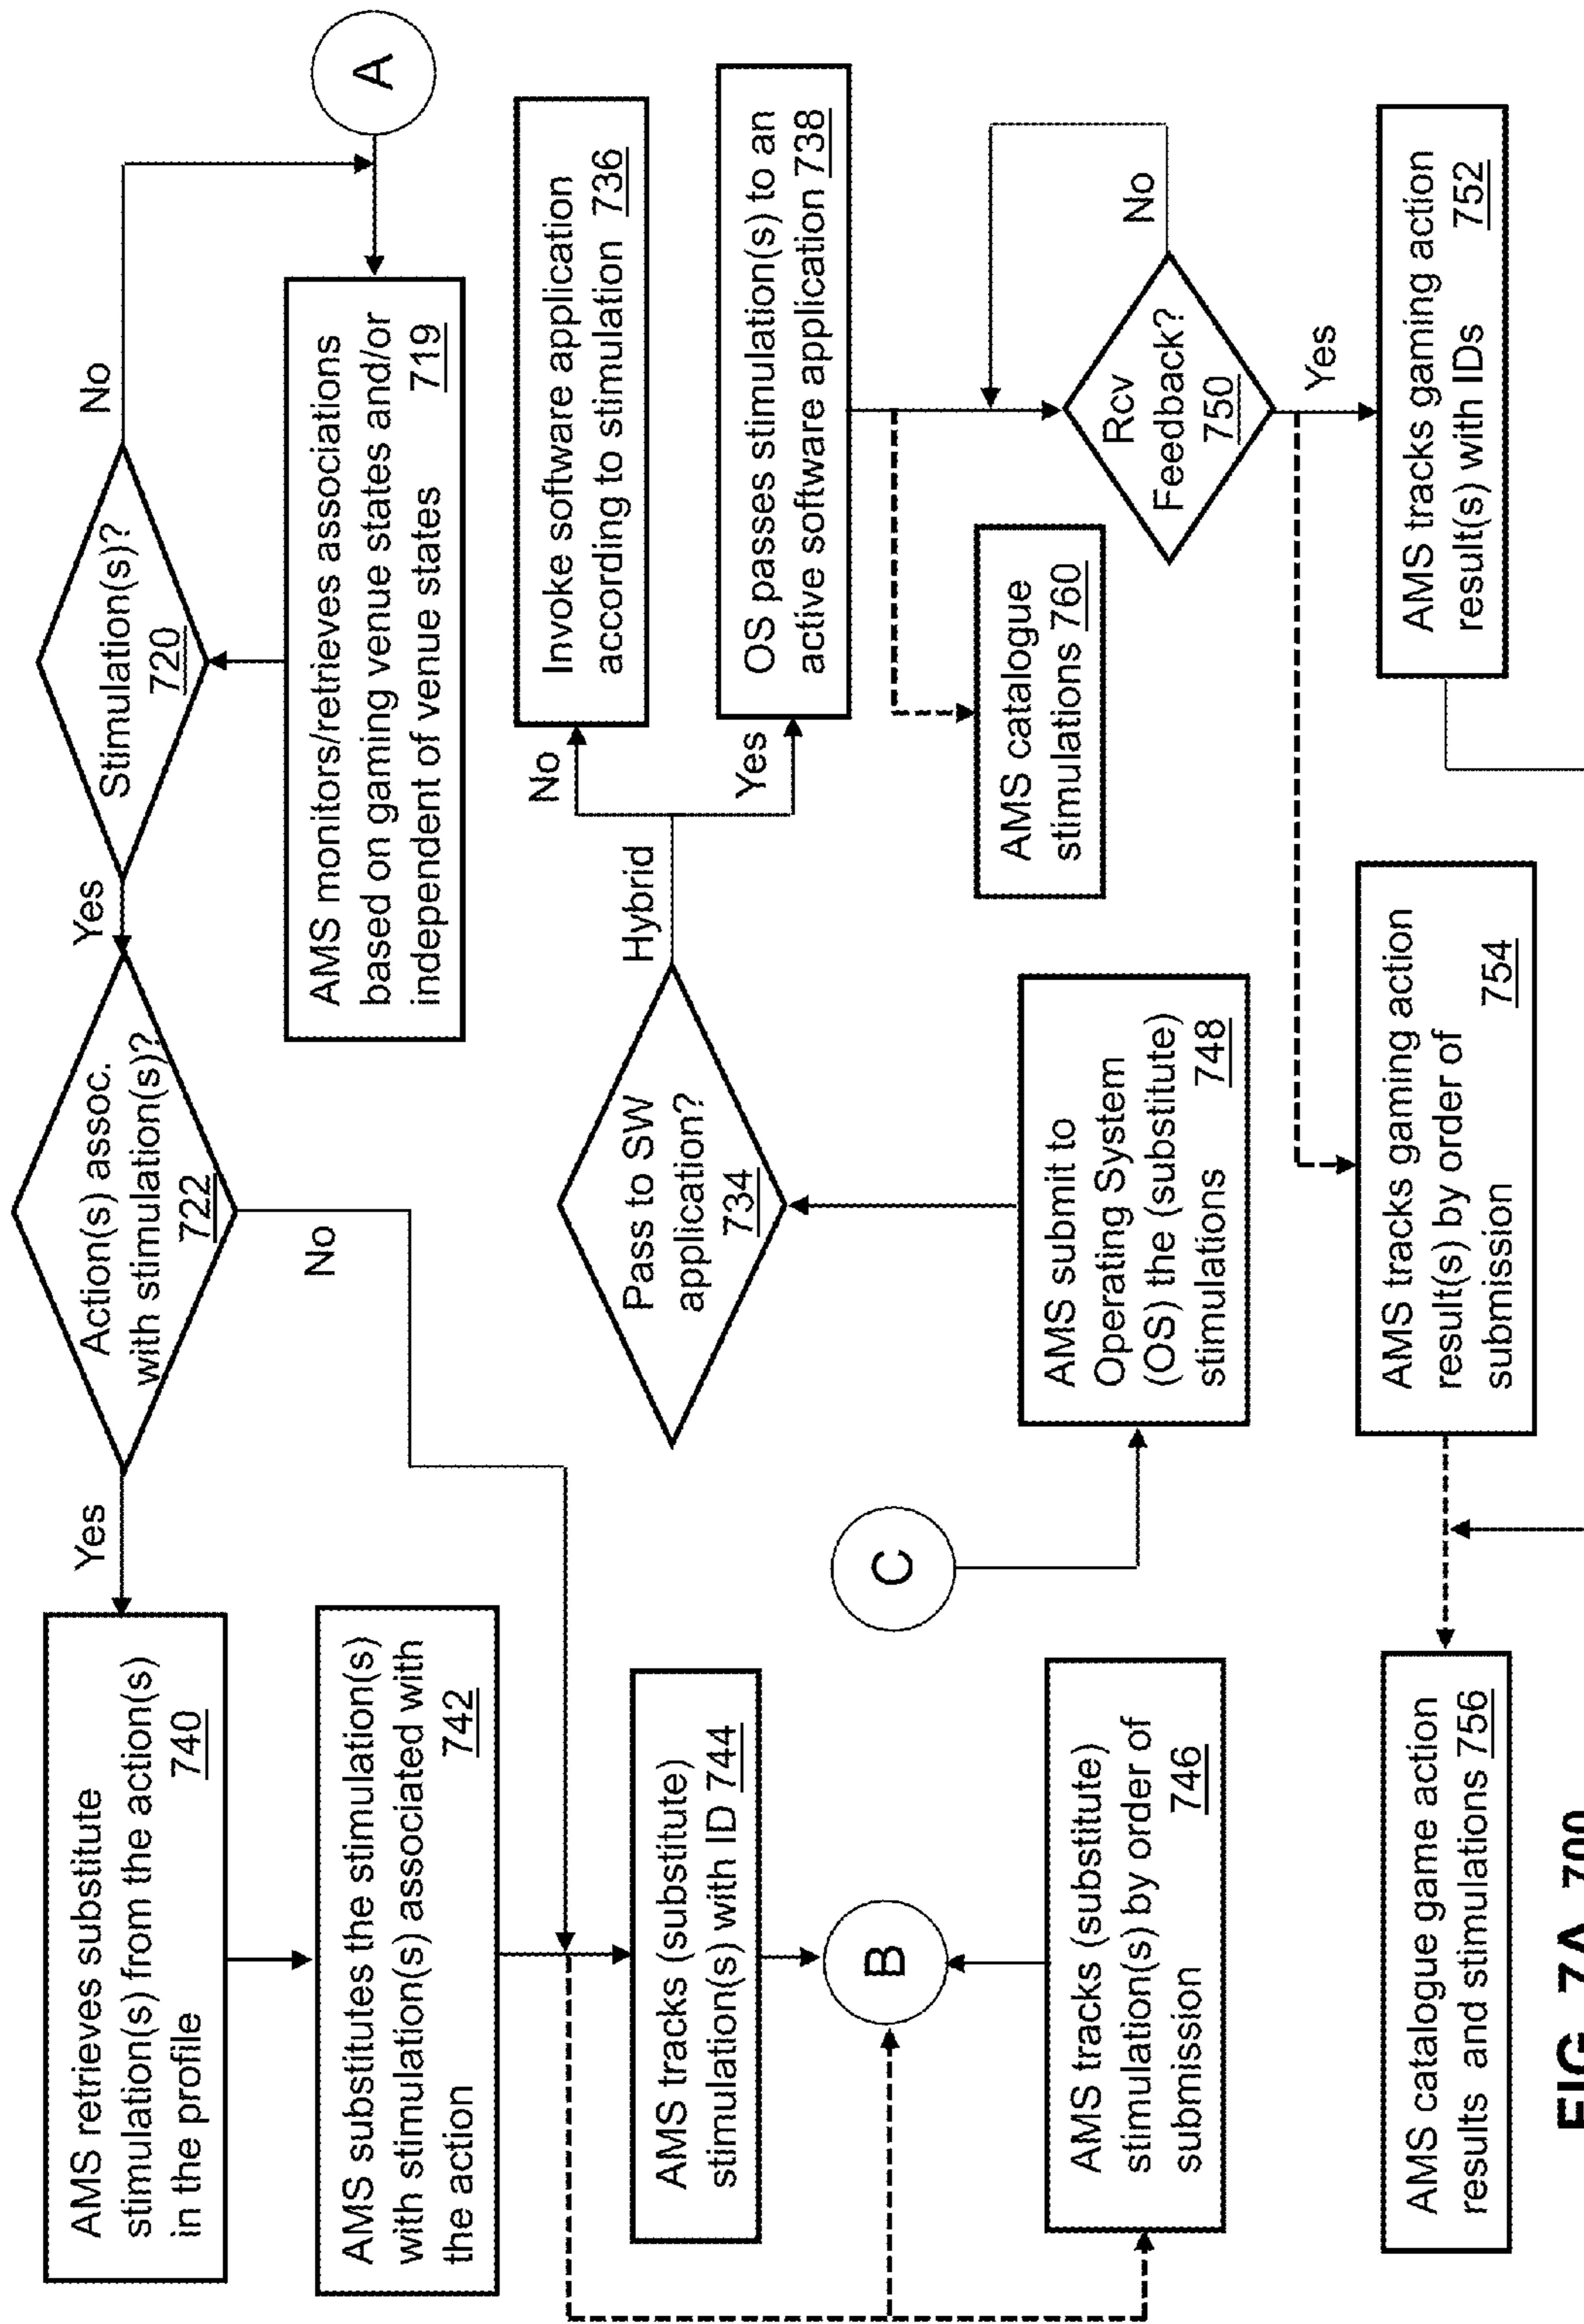 AMS retrieves substitute
stimulation(s) from the action(s)
in the profile 740
Yes
Action(s) assoc.
with stimulation(s)?
722
Yes
Stimulation(s)?
720
No
A
AMS monitors/retrieves associations
based on gaming venue states and/or
independent of venue states 719
No
AMS substitutes the stimulation(s)
with stimulation(s) associated with
the action 742
AMS tracks (substitute)
stimulation(s) with ID 744
B
AMS tracks (substitute)
stimulation(s) by order of
submission 746
C
AMS submit to
Operating System
(OS) the (substitute)
stimulations 748
Pass to SW
application?
734
Hybrid
No
Invoke software application
according to stimulation 736
Yes
OS passes stimulation(s) to an
active software application 738
AMS catalogue
stimulations 760
Rcv
Feedback?
750
No
Yes
AMS tracks gaming action
result(s) with IDs 752
AMS tracks gaming action
result(s) by order of
submission 754
AMS catalogue game action
results and stimulations 756
FIG. 7A 700